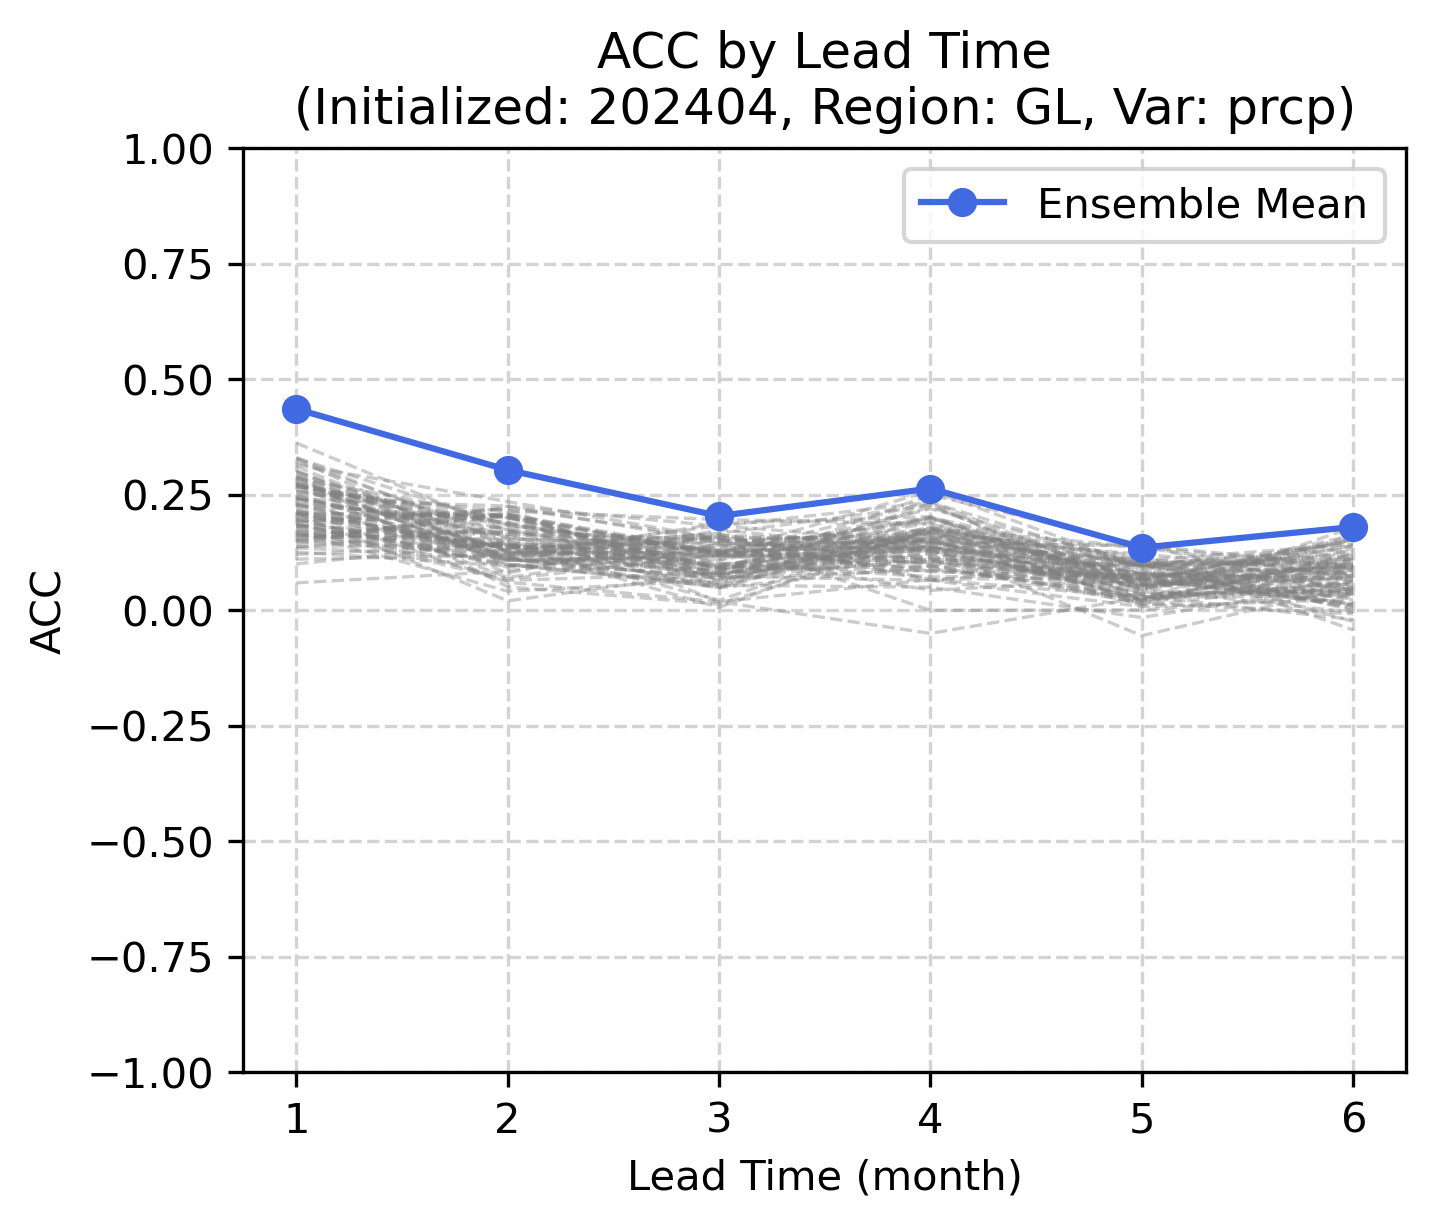 ACC by Lead Time
(Initialized: 202404, Region: GL, Var: prcp)
Ensemble Mean
ACC
1.00
0.75
0.50
0.25
0.00
−0.25
−0.50
−0.75
−1.00
1 2 3 4 5 6
Lead Time (month)